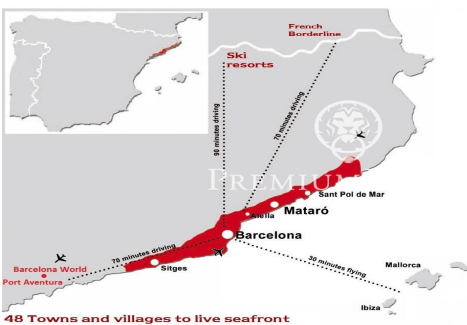 French
Borderline
Ski
resorts
90 minutes driving
70 minutes driving
PREMIUM
Sant Pol de Mar
Mataró
Alella
Barcelona
70 minutes driving
Barcelona World
Port Aventura
Sitges
30 minutes flying
Mallorca
Ibiza
48 Towns and villages to live seafront